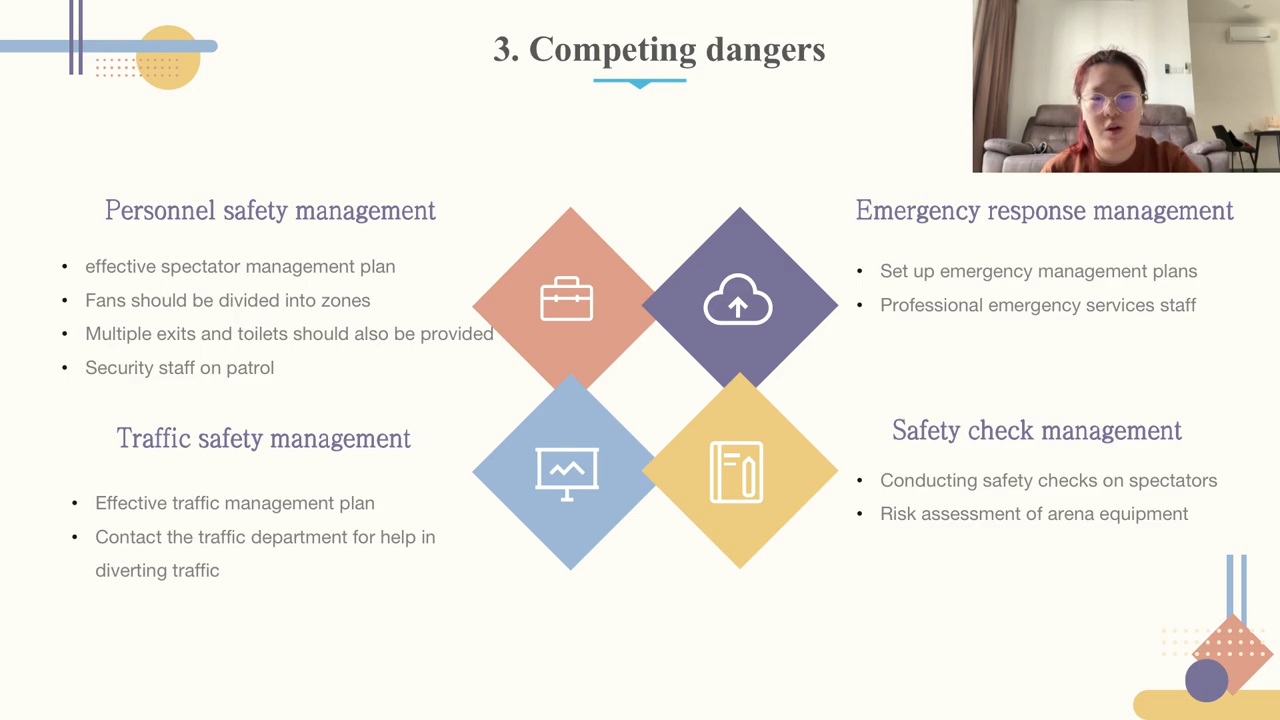 3. Competing dangers
Personnel safety management
effective spectator management plan
Fans should be divided into zones
Multiple exits and toilets should also be provided
Security staff on patrol
Traffic safety management
Effective traffic management plan
Contact the traffic department for help in
diverting traffic
Emergency response management
Set up emergency management plans
Professional emergency services staff
Safety check management
Conducting safety checks on spectators
Risk assessment of arena equipment